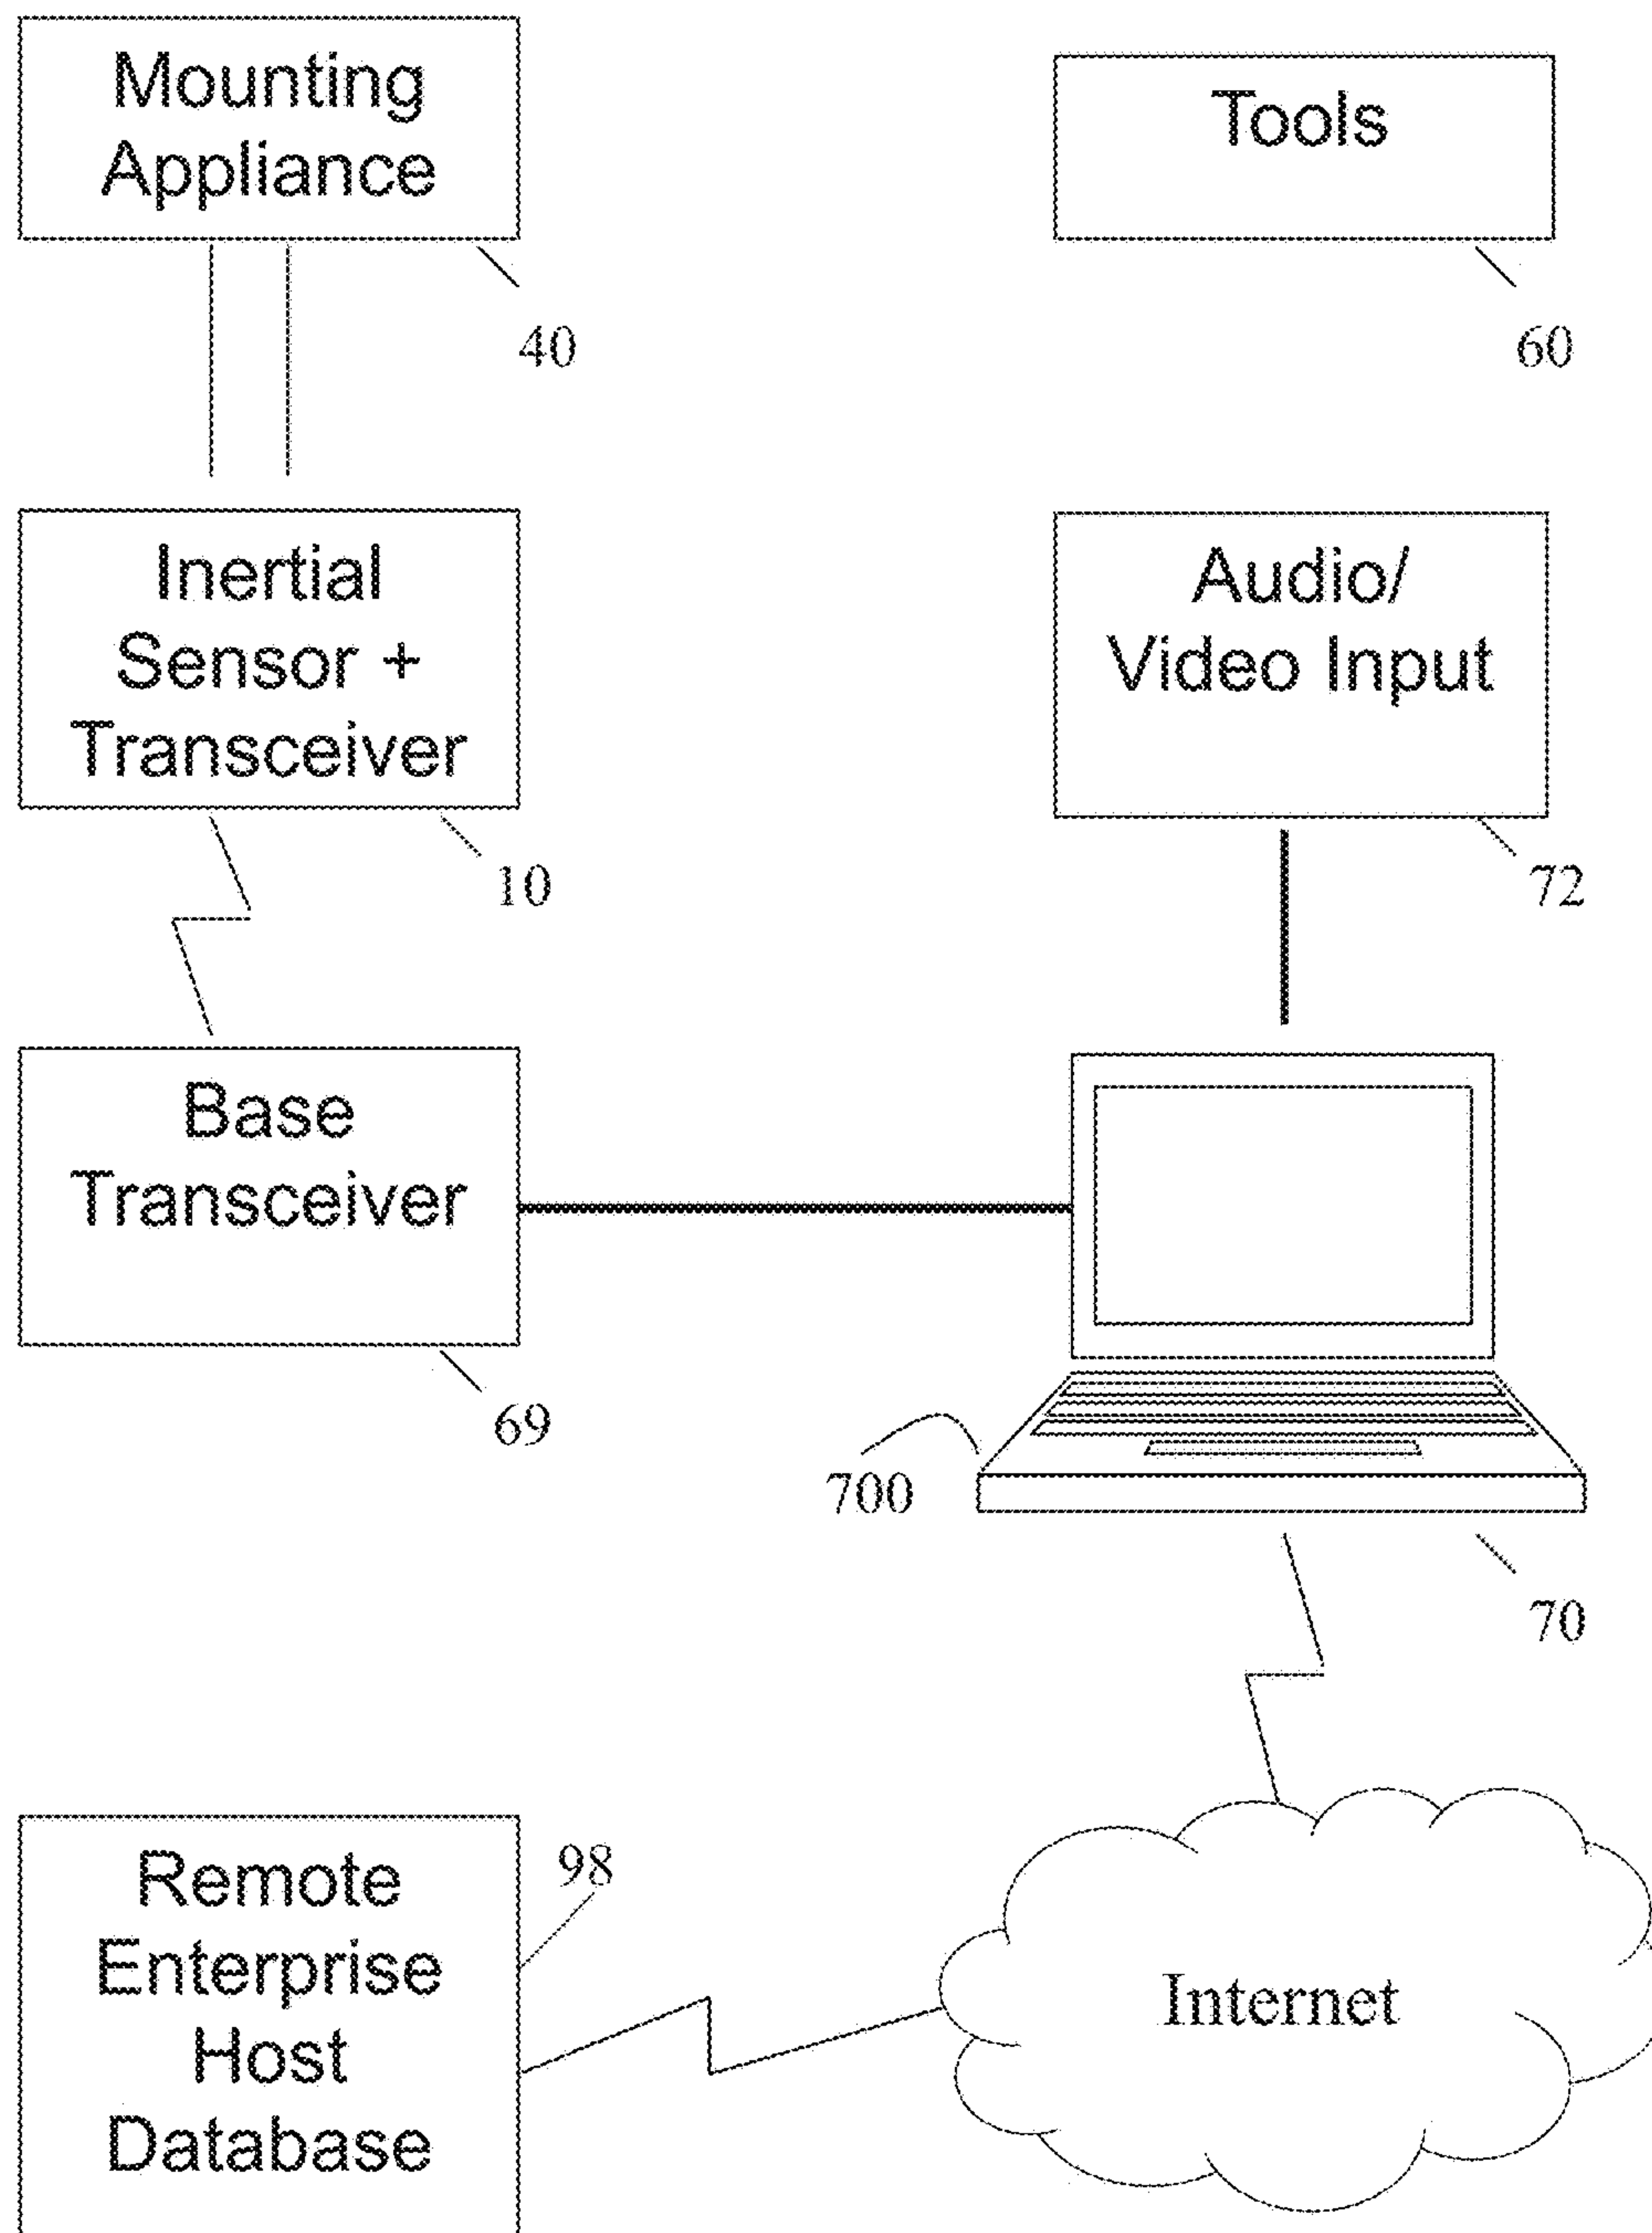 Mounting
Appliance
40
Tools
60
Inertial
Sensor +
Transceiver
10
Audio/
Video Input
72
Base
Transceiver
69
700
70
Remote
Enterprise
Host
Database
98
Internet